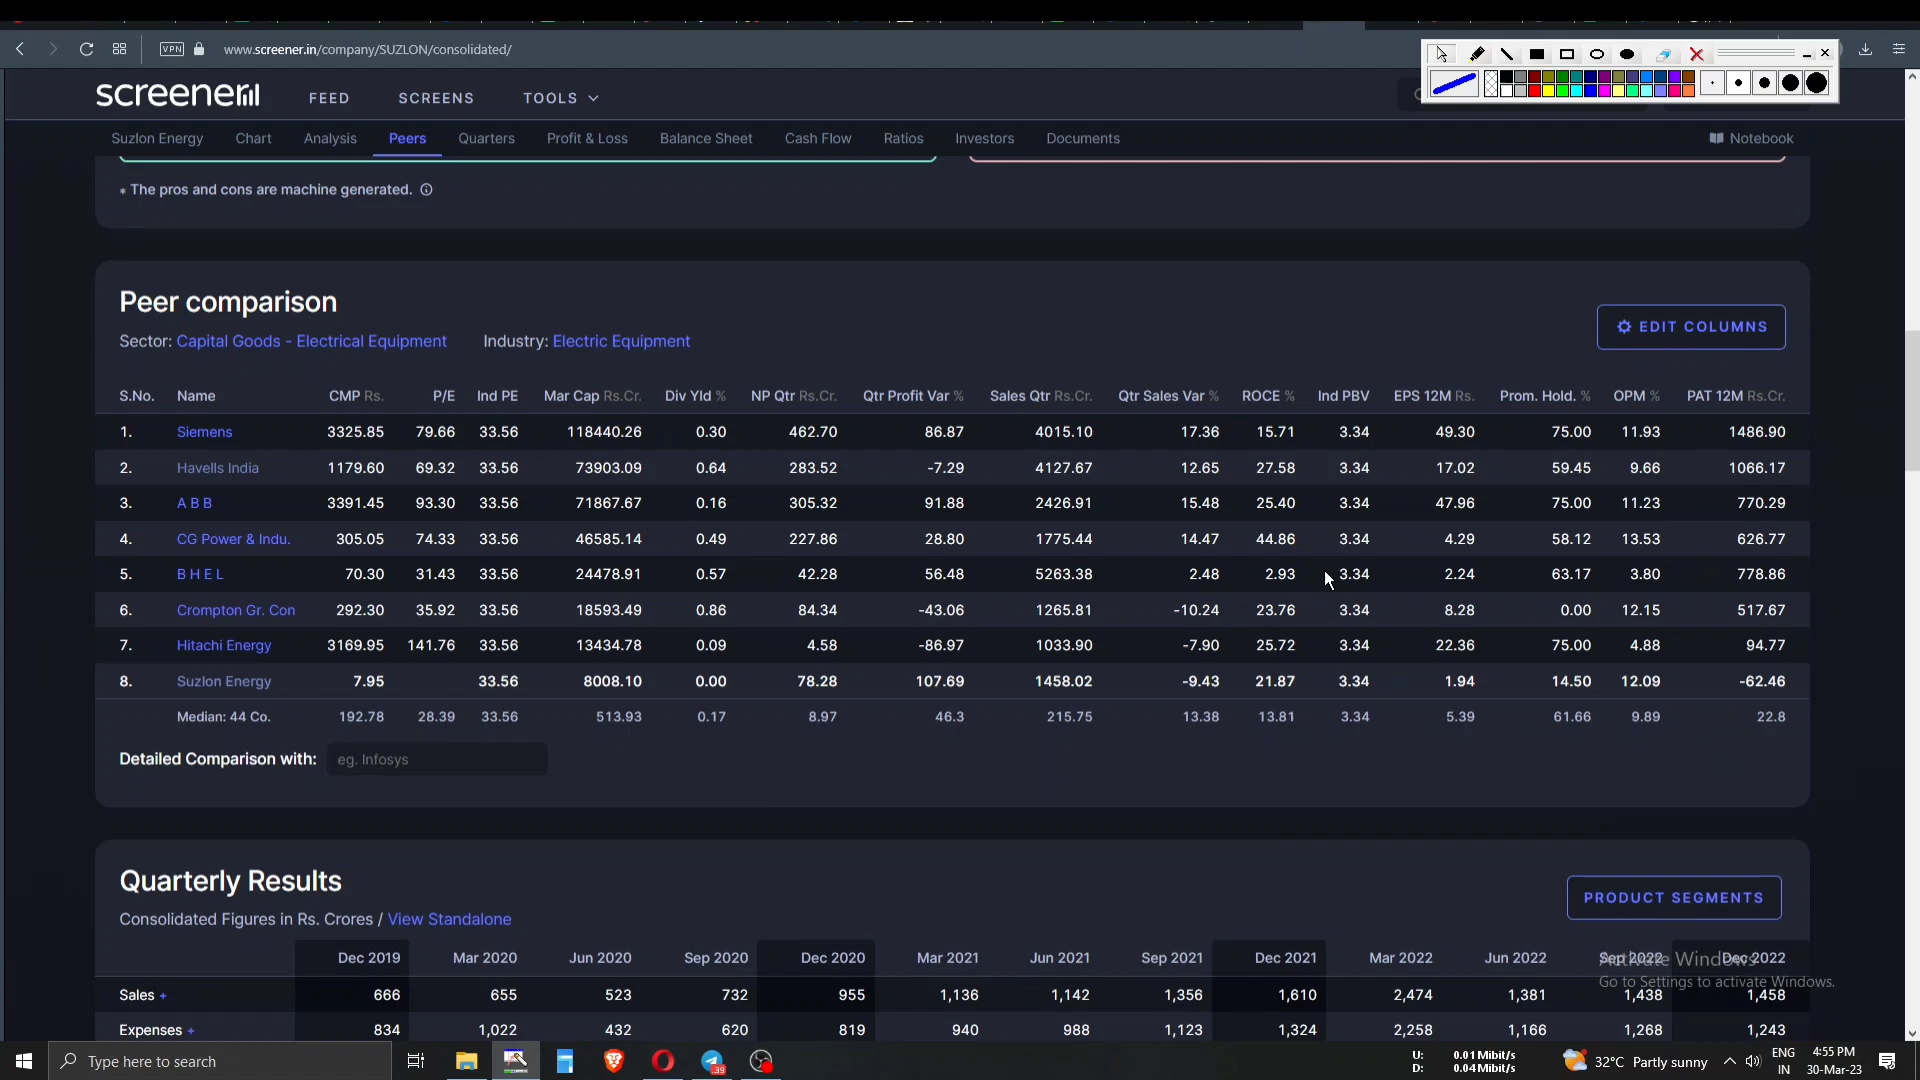 VPN www.screener.in/company/SUZLON/consolidated/
screener FEED SCREENS TOOLS
Suzlon Energy Chart Analysis Peers Quarters Profit & Loss Balance Sheet Cash Flow Ratios Investors Documents Notebook
* The pros and cons are machine generated.
Peer comparison
Sector: Capital Goods - Electrical Equipment Industry: Electric Equipment
EDIT COLUMNS
S.No. Name CMP Rs. P/E Ind PE Mar Cap Rs.Cr. Div Yld % NP Qtr Rs.Cr. Qtr Profit Var % Sales Qtr Rs.Cr. Qtr Sales Var % ROCE % Ind PBV EPS 12M Rs. Prom. Hold. % OPM % PAT 12M Rs.Cr.
1. Siemens 3325.85 79.66 33.56 118440.26 0.30 462.70 86.87 4015.10 17.36 15.71 3.34 49.30 75.00 11.93 1486.90
2. Havells India 1179.60 69.32 33.56 73903.09 0.64 283.52 -7.29 4127.67 12.65 27.58 3.34 17.02 59.45 9.66 1066.17
3. A B B 3391.45 93.30 33.56 71867.67 0.16 305.32 91.88 2426.91 15.48 25.40 3.34 47.96 75.00 11.23 770.29
4. CG Power & Indu. 305.05 74.33 33.56 46585.14 0.49 227.86 28.80 1775.44 14.47 44.86 3.34 4.29 58.12 13.53 626.77
5. B H E L 70.30 31.43 33.56 24478.91 0.57 42.28 56.48 5263.38 2.48 2.93 3.34 2.24 63.17 3.80 778.86
6. Crompton Gr. Con 292.30 35.92 33.56 18593.49 0.86 84.34 -43.06 1265.81 -10.24 23.76 3.34 8.28 0.00 12.15 517.67
7. Hitachi Energy 3169.95 141.76 33.56 13434.78 0.09 4.58 -86.97 1033.90 -7.90 25.72 3.34 22.36 75.00 4.88 94.77
8. Suzlon Energy 7.95 33.56 8008.10 0.00 78.28 107.69 1458.02 -9.43 21.87 3.34 1.94 14.50 12.09 -62.46
Median: 44 Co. 192.78 28.39 33.56 513.93 0.17 8.97 46.3 215.75 13.38 13.81 3.34 5.39 61.66 9.89 22.8
Detailed Comparison with: eg. Infosys
Quarterly Results
PRODUCT SEGMENTS
Consolidated Figures in Rs. Crores / View Standalone
Dec 2019 Mar 2020 Jun 2020 Sep 2020 Dec 2020 Mar 2021 Jun 2021 Sep 2021 Dec 2021 Mar 2022 Jun 2022 Sep 2022 Dec 2022
Activate Windows
Go to Settings to activate Windows.
Sales + 666 655 523 732 955 1,136 1,142 1,356 1,610 2,474 1,381 1,438 1,458
Expenses + 834 1,022 432 620 819 940 988 1,123 1,324 2,258 1,166 1,268 1,243
Type here to search
39
U: 0.01 Mibit/s
D: 0.04 Mibit/s
32°C Partly sunny
ENG
IN
4:55 PM
30-Mar-23